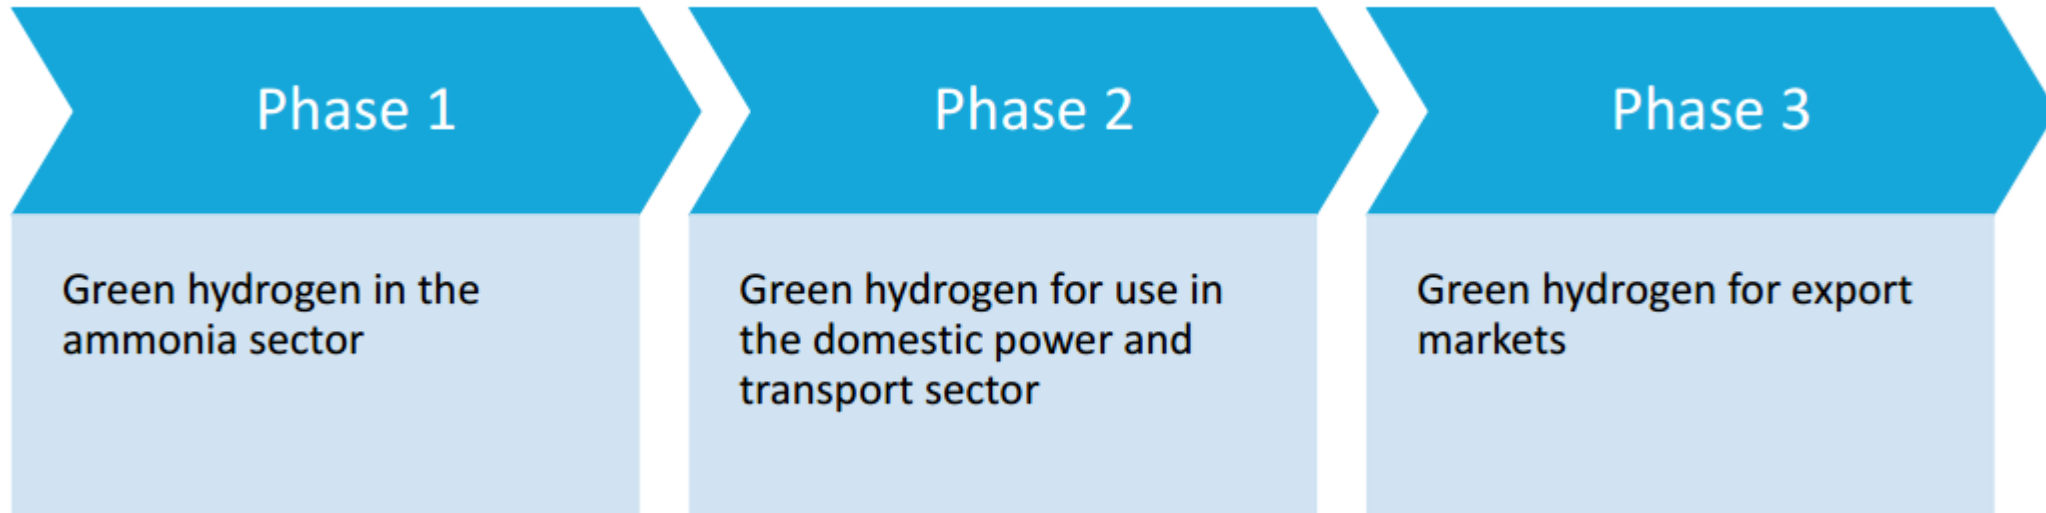 Phase 1
Green hydrogen in the
ammonia sector
Phase 2
Green hydrogen for use in
the domestic power and
transport sector
Phase 3
Green hydrogen for export
markets